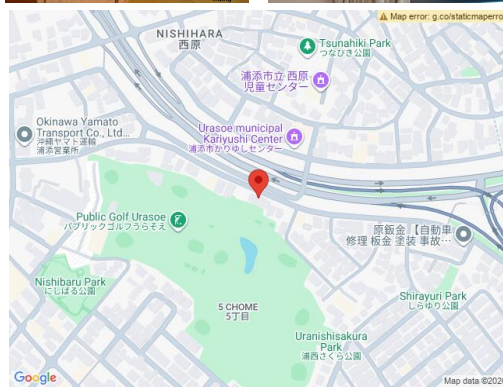 Map error: g.co/staticmaperro
NISHIHARA
西原
Tsunahiki Park
つなひき公園
浦添市立 西原
児童センター
Okinawa Yamato
Transport Co., Ltd...
沖縄ヤマト運輸
浦添営業所
Urasoe municipal
Kariyushi Center
浦添市かりゆしセンター
Public Golf Urasoe
パブリックゴルフうらそえ
原鈑金【自動車
修理 板金 塗装 事故…
Nishibaru Park
にしばる公園
5 CHOME
5丁目
Shirayuri Park
しらゆり公園
Uranishisakura
Park
浦西さくら公園
Google
Map data ©202